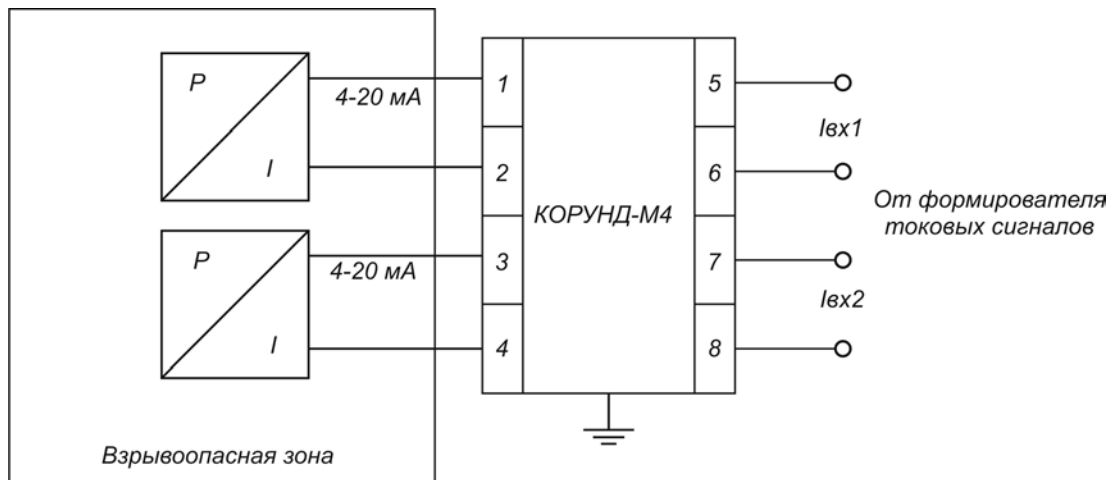 P
I
4-20 мА
1
2
P
I
4-20 мА
3
4
КОРУНД-М4
5
6
7
8
Iвх1
Iвх2
От формирователя
токовых сигналов
Взрывоопасная зона